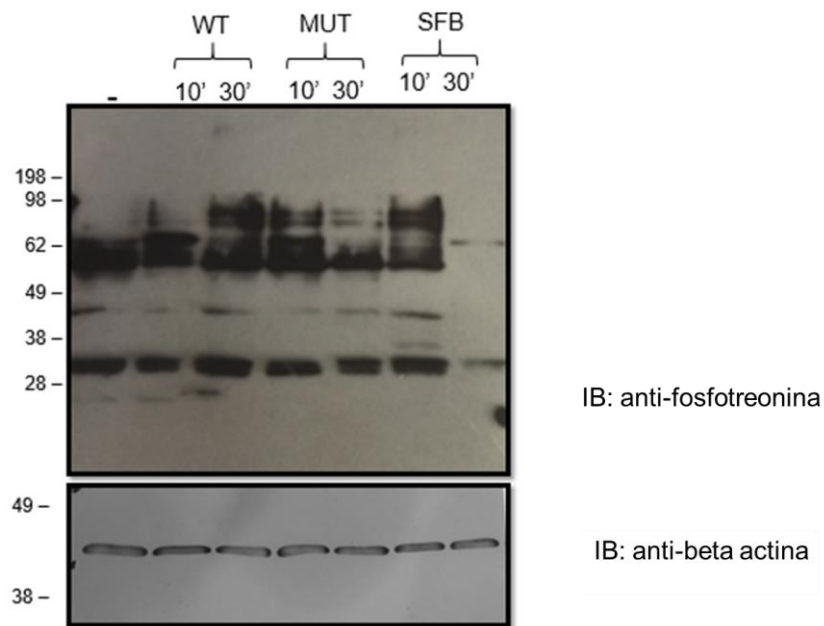 WT MUT SFB
- 10' 30' 10' 30' 10' 30'
198 –
98 –
62 –
49 –
38 –
28 –
IB: anti-fosfotreonina
49 –
IB: anti-beta actina
38 –